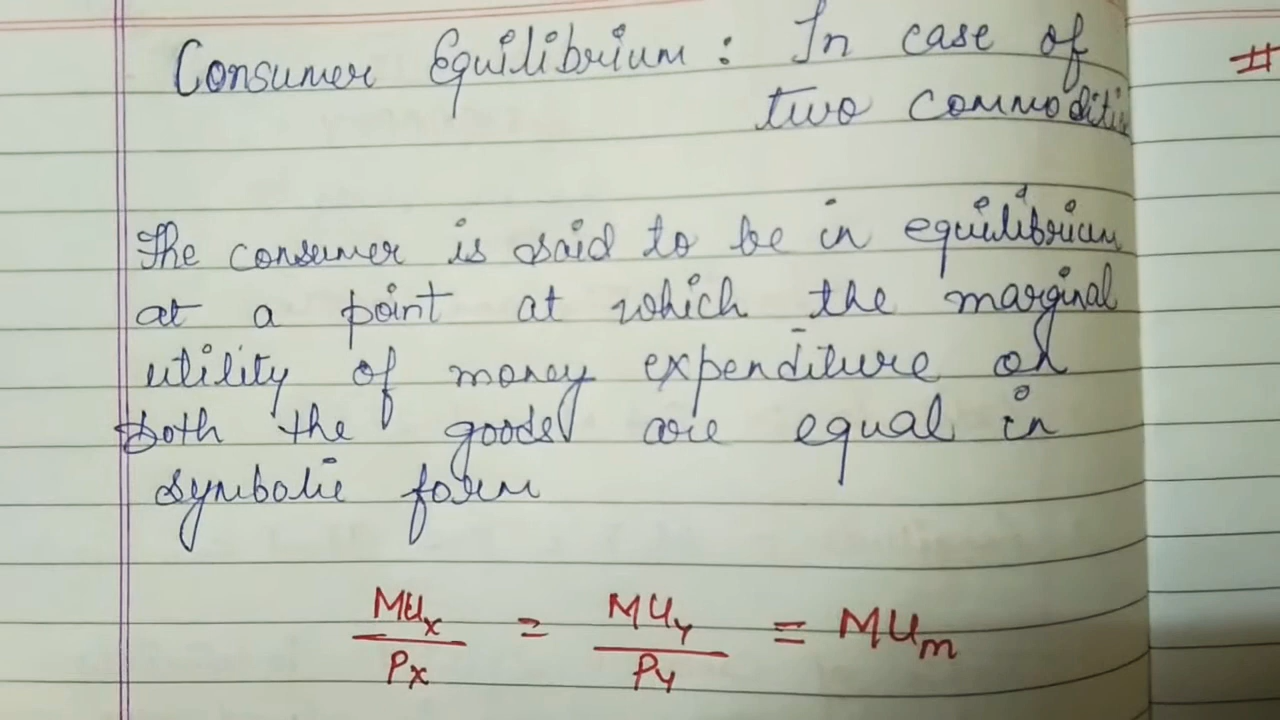 Consumer Equilibrium : In case of
two commoditi
#
The consumer is said to be in equilibrium
at a point at which the marginal
utility of money expenditure on
both the goods are equal in
symbolic form
MUx/Px = MUy/Py = MUm